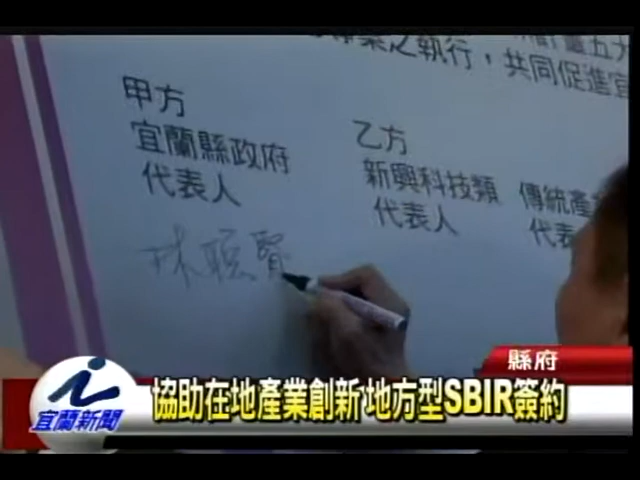 專業之執行，共同促進宜
甲方
宜蘭縣政府
代表人
林聰賢
乙方
新興科技類
代表人
傳統產
代表
縣府
協助在地產業創新 地方型SBIR簽約
i
宜蘭新聞